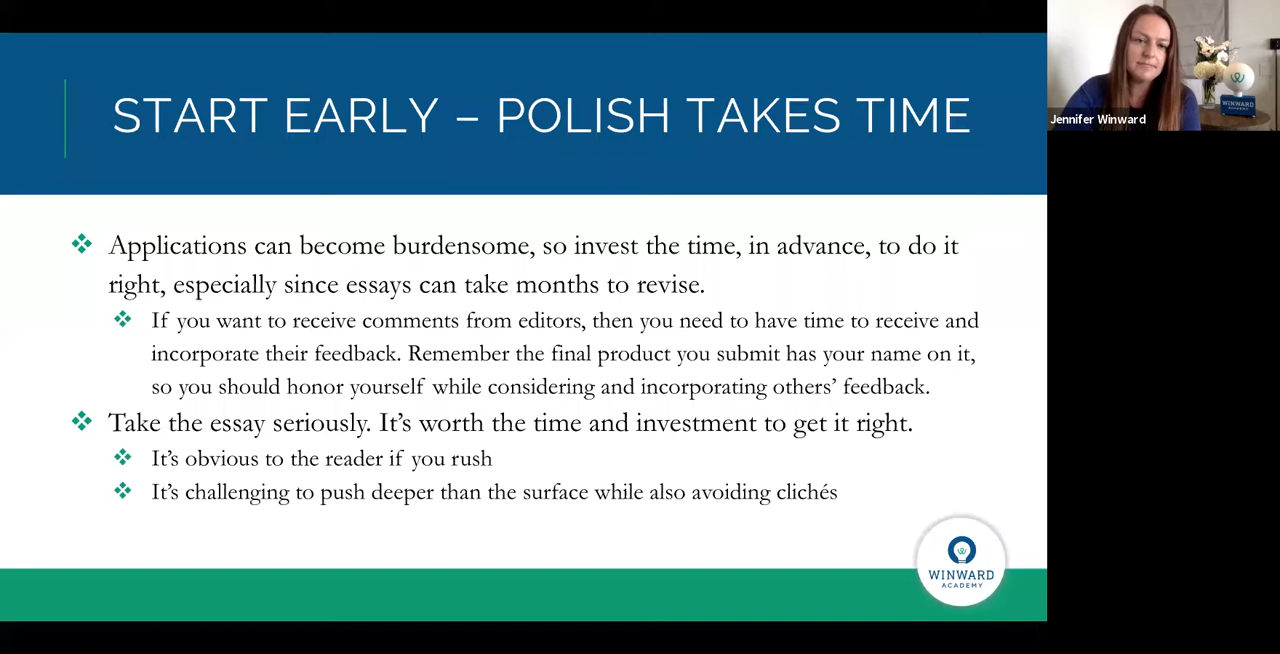 START EARLY – POLISH TAKES TIME
Applications can become burdensome, so invest the time, in advance, to do it
right, especially since essays can take months to revise.
If you want to receive comments from editors, then you need to have time to receive and
incorporate their feedback. Remember the final product you submit has your name on it,
so you should honor yourself while considering and incorporating others’ feedback.
Take the essay seriously. It’s worth the time and investment to get it right.
It’s obvious to the reader if you rush
It’s challenging to push deeper than the surface while also avoiding clichés
WINWARD
ACADEMY
Jennifer Winward
WINWARD
ACADEMY